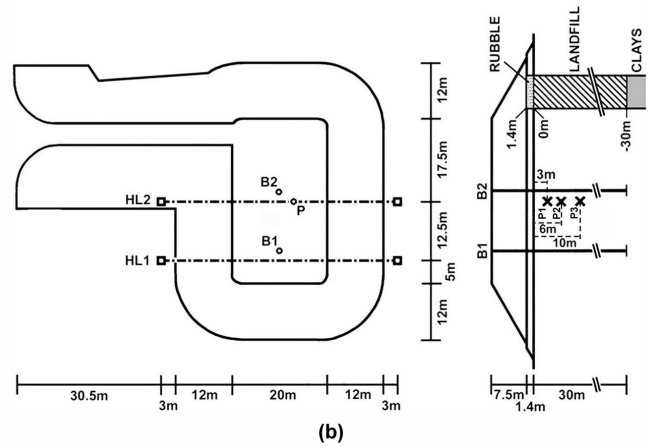 RUBBLE
LANDFILL
CLAYS
12m
17.5m
12.5m
5m
12m
HL2
B2
P
B1
HL1
30.5m
3m
12m
20m
12m
3m
1.4m
0m
-30m
B2
B1
3m
P1
P2
P3
6m
10m
7.5m
1.4m
30m
(b)